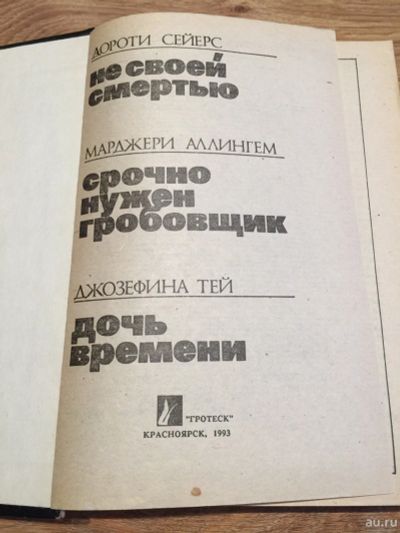 ДОРОТИ СЕЙЕРС
не своей
смертью
МАРДЖЕРИ АЛЛИНГЕМ
срочно
нужен
гробовщик
ДЖОЗЕФИНА ТЕЙ
дочь
времени
"ГРОТЕСК"
КРАСНОЯРСК, 1993
au.ru